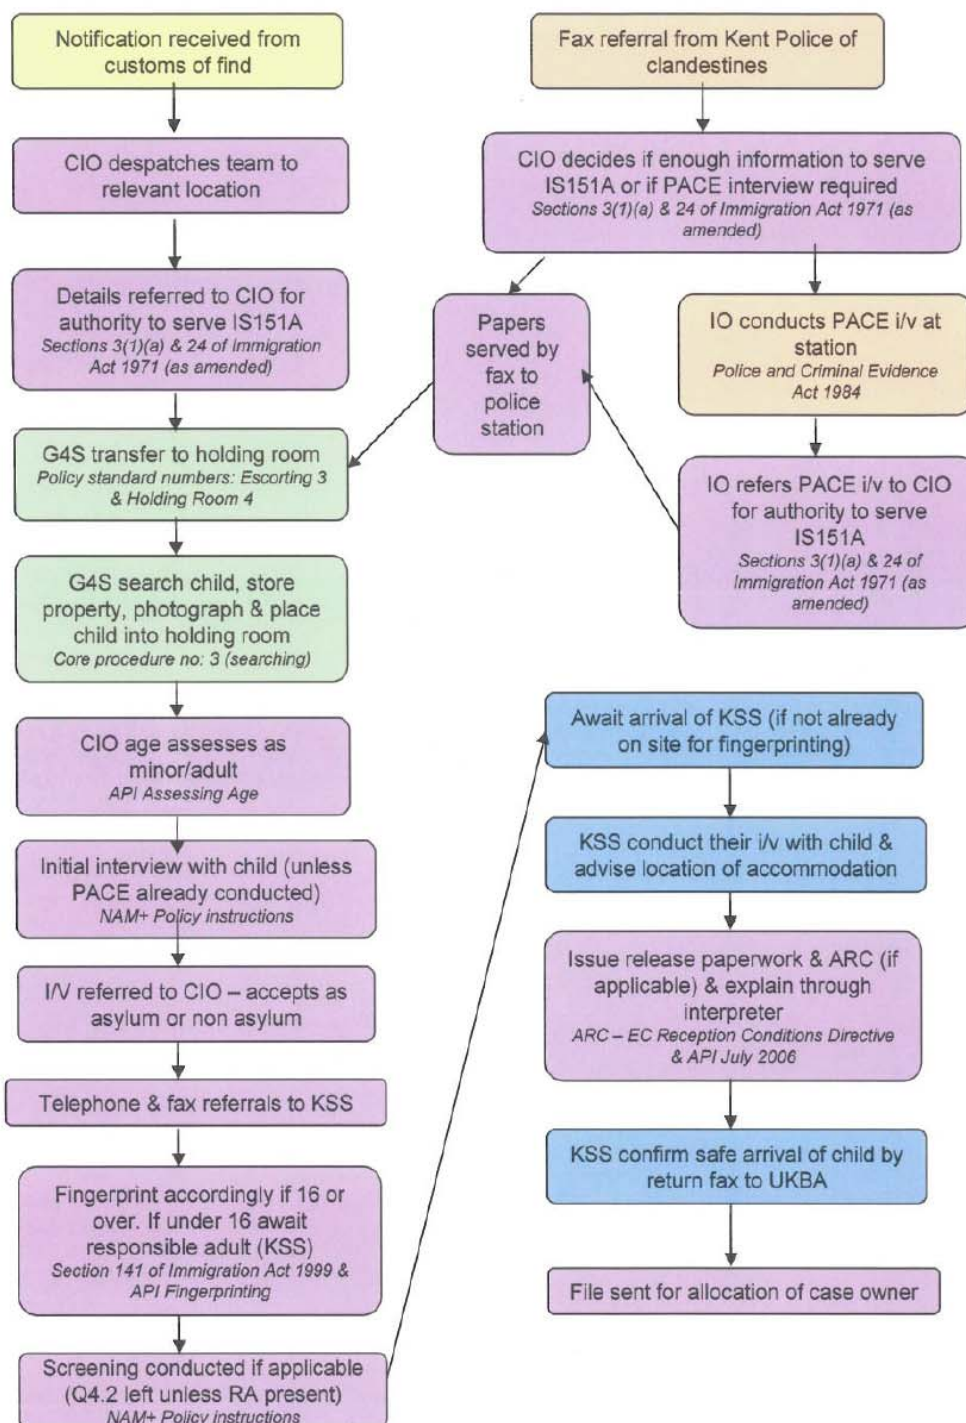 Notification received from
customs of find
CIO despatches team to
relevant location
Details referred to CIO for
authority to serve IS151A
Sections 3(1)(a) & 24 of Immigration
Act 1971 (as amended)
G4S transfer to holding room
Policy standard numbers: Escorting 3
& Holding Room 4
G4S search child, store
property, photograph & place
child into holding room
Core procedure no: 3 (searching)
CIO age assesses as
minor/adult
API Assessing Age
Initial interview with child (unless
PACE already conducted)
NAM+ Policy instructions
I/V referred to CIO – accepts as
asylum or non asylum
Telephone & fax referrals to KSS
Fingerprint accordingly if 16 or
over. If under 16 await
responsible adult (KSS)
Section 141 of Immigration Act 1999 &
API Fingerprinting
Screening conducted if applicable
(Q4.2 left unless RA present)
NAM+ Policy instructions
Fax referral from Kent Police of
clandestines
CIO decides if enough information to serve
IS151A or if PACE interview required
Sections 3(1)(a) & 24 of Immigration Act 1971 (as
amended)
Papers
served by
fax to
police
station
IO conducts PACE i/v at
station
Police and Criminal Evidence
Act 1984
IO refers PACE i/v to CIO
for authority to serve
IS151A
Sections 3(1)(a) & 24 of
Immigration Act 1971 (as
amended)
Await arrival of KSS (if not already
on site for fingerprinting)
KSS conduct their i/v with child &
advise location of accommodation
Issue release paperwork & ARC (if
applicable) & explain through
interpreter
ARC – EC Reception Conditions Directive
& API July 2006
KSS confirm safe arrival of child by
return fax to UKBA
File sent for allocation of case owner